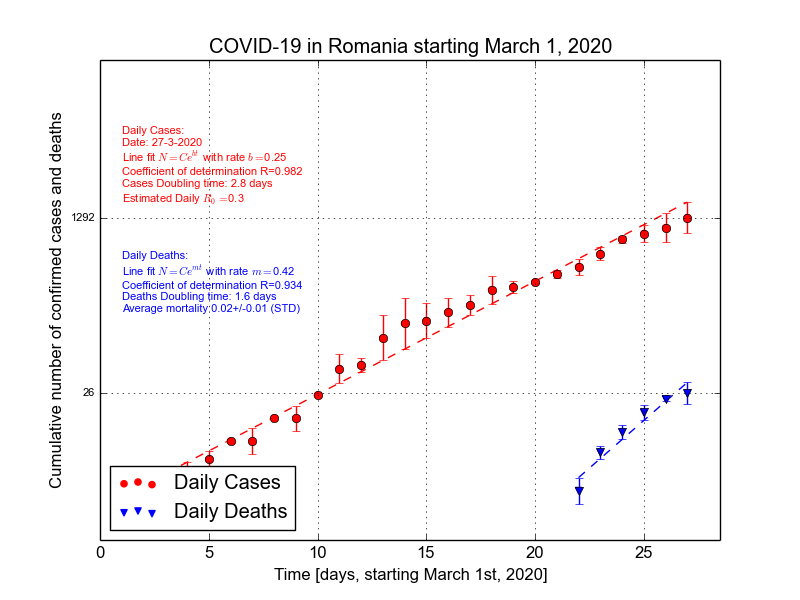 COVID-19 in Romania starting March 1, 2020
Cumulative number of confirmed cases and deaths
Daily Cases:
Date: 27-3-2020
Line fit N=Ce^{bt} with rate b=0.25
Coefficient of determination R=0.982
Cases Doubling time: 2.8 days
Estimated Daily R_0=0.3
1292
Daily Deaths:
Line fit N=Ce^{mt} with rate m=0.42
Coefficient of determination R=0.934
Deaths Doubling time: 1.6 days
Average mortality:0.02+/-0.01 (STD)
26
Daily Cases
Daily Deaths
0 5 10 15 20 25
Time [days, starting March 1st, 2020]